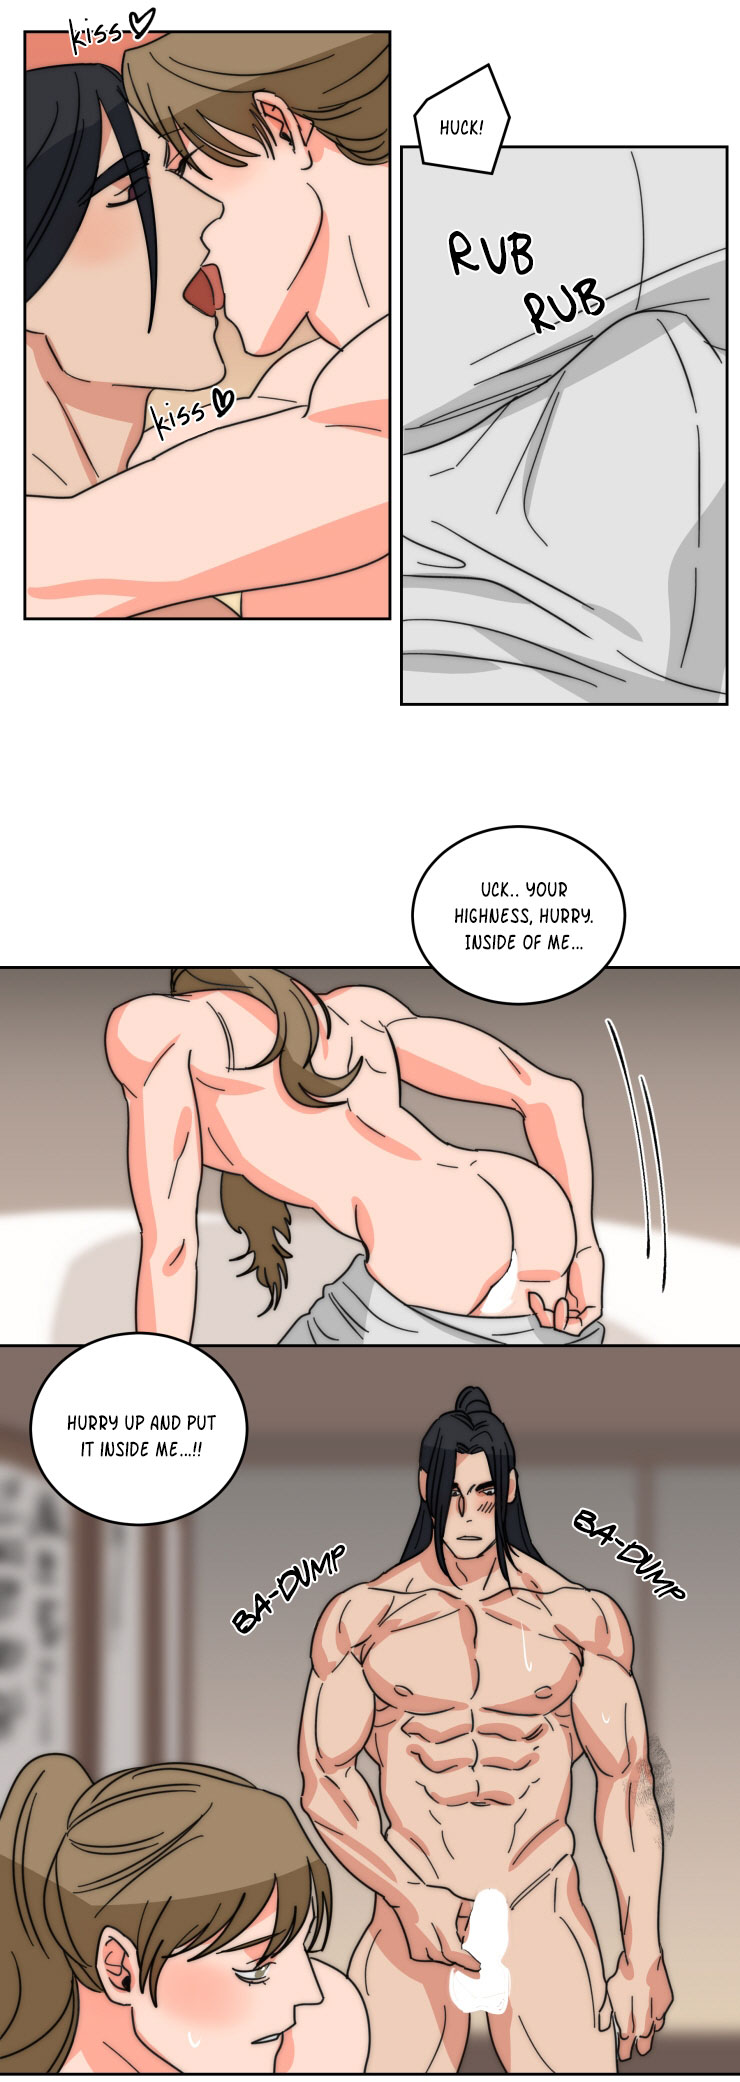 kiss
HUCK!
RUB
RUB
kiss
UCK.. YOUR
HIGHNESS, HURRY.
INSIDE OF ME...
HURRY UP AND PUT
IT INSIDE ME...!!
BA-DUMP
BA-DUMP